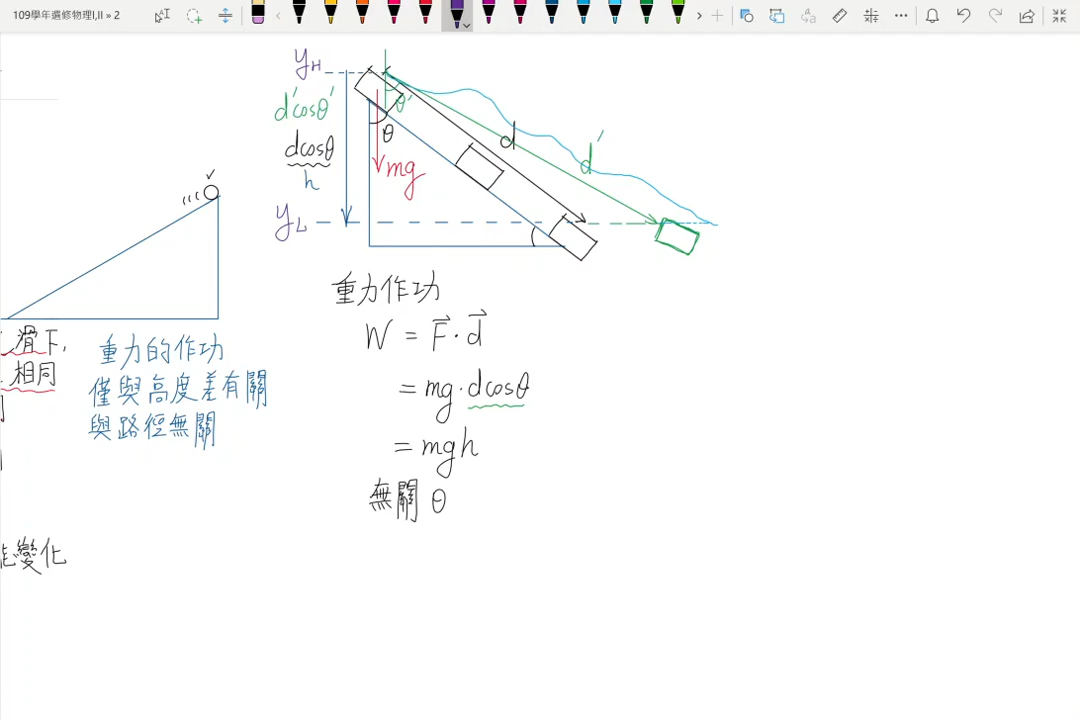 109學年選修物理I,II » 2
y_H
d'cosθ'
dcosθ
h
y_L
θ'
θ
mg
d
d'
滑下,
相同
重力的作功
僅與高度差有關
與路徑無關
重力作功
W = F⃗·d⃗
= mg·dcosθ
= mgh
無關 θ
能變化